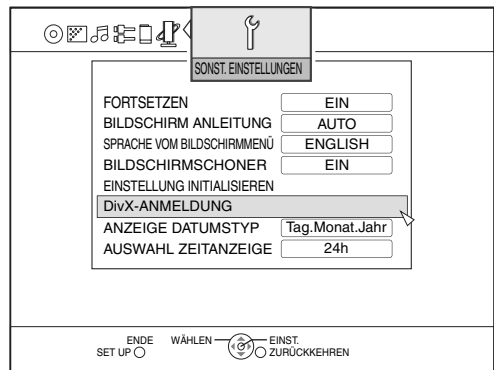 SONST. EINSTELLUNGEN
FORTSETZEN EIN
BILDSCHIRM ANLEITUNG AUTO
SPRACHE VOM BILDSCHIRMMENÜ ENGLISH
BILDSCHIRMSCHONER EIN
EINSTELLUNG INITIALISIEREN
DivX-ANMELDUNG
ANZEIGE DATUMSTYP Tag.Monat.Jahr
AUSWAHL ZEITANZEIGE 24h
ENDE WÄHLEN EINST.
SET UP ZURÜCKKEHREN